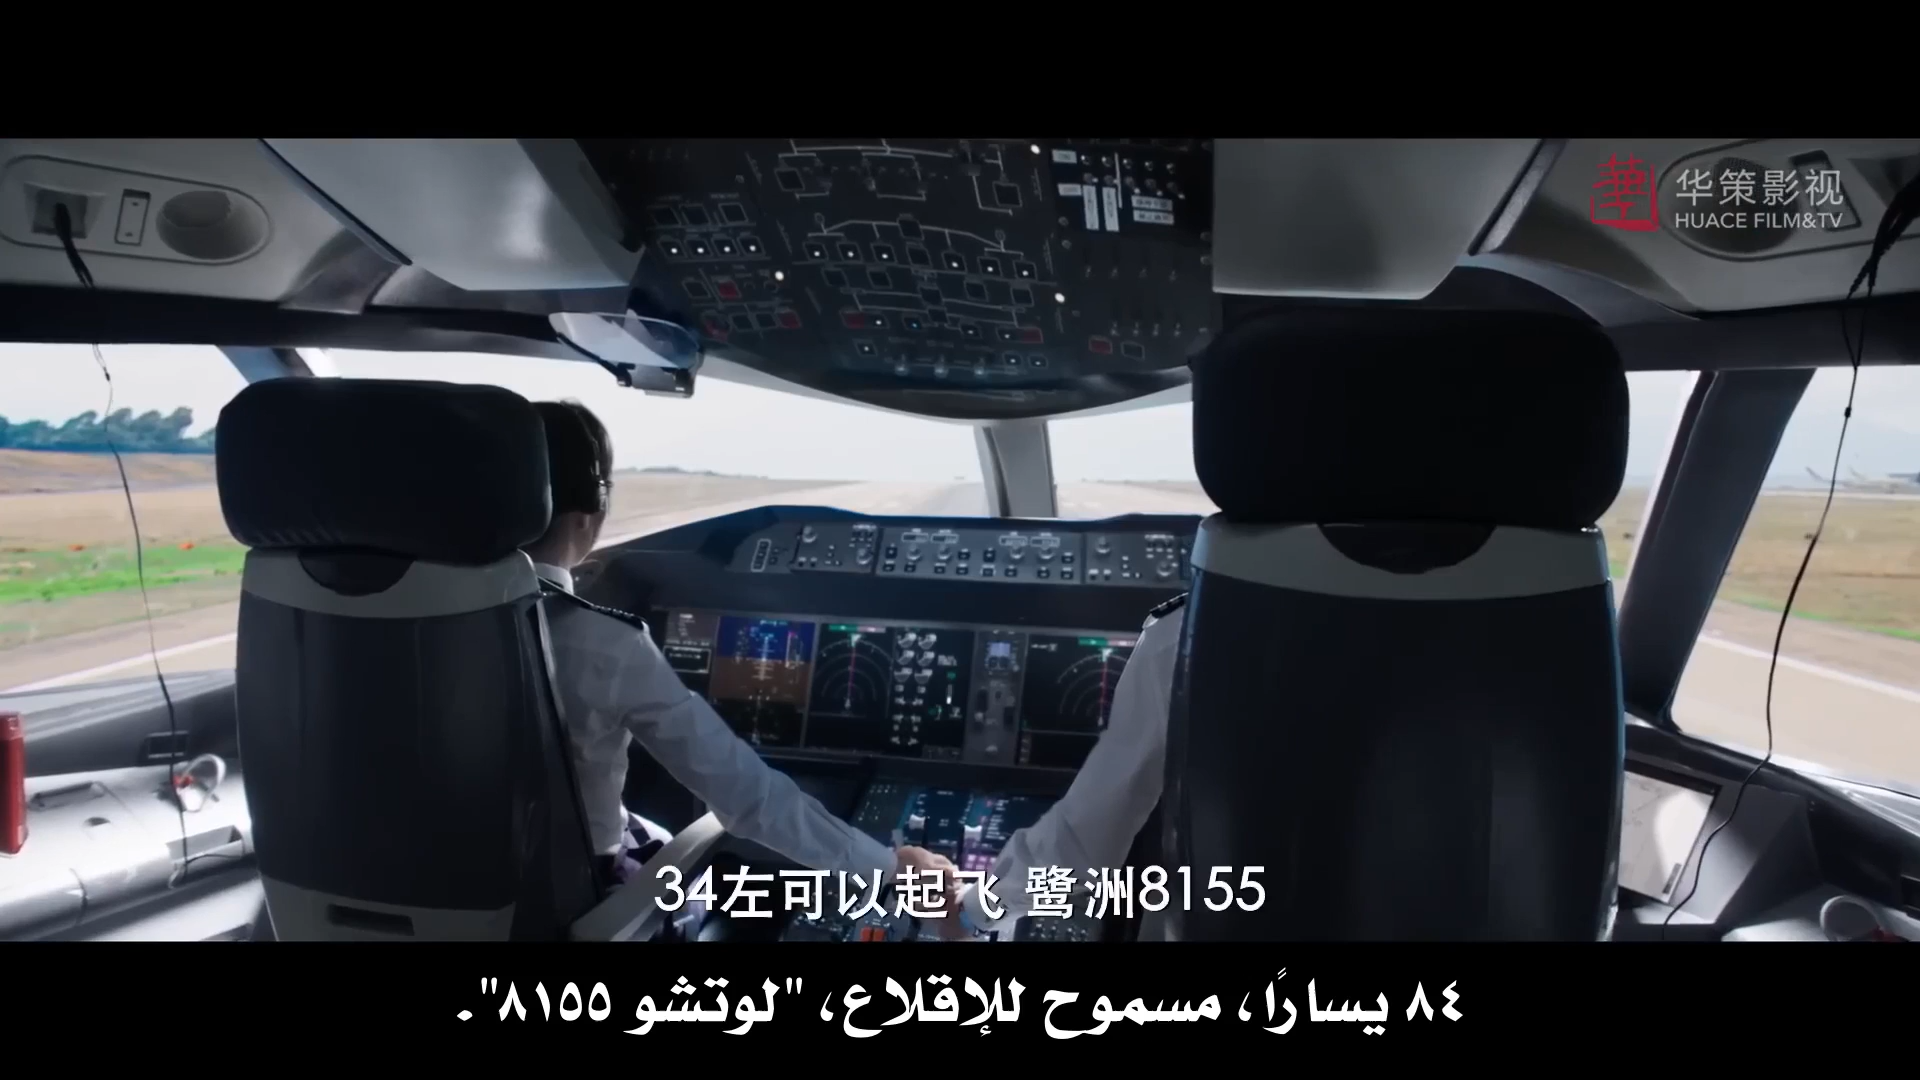 華 华策影视
HUACE FILM&TV
34左可以起飞 鹭洲8155
٨٤ يسارًا، مسموح للإقلاع، "لوتشو ٨١٥٥".